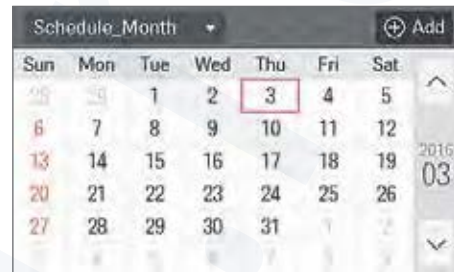 Schedule_Month Add
Sun Mon Tue Wed Thu Fri Sat
28 29 1 2 3 4 5
6 7 8 9 10 11 12
13 14 15 16 17 18 19
2016
20 21 22 23 24 25 26
03
27 28 29 30 31 1 2